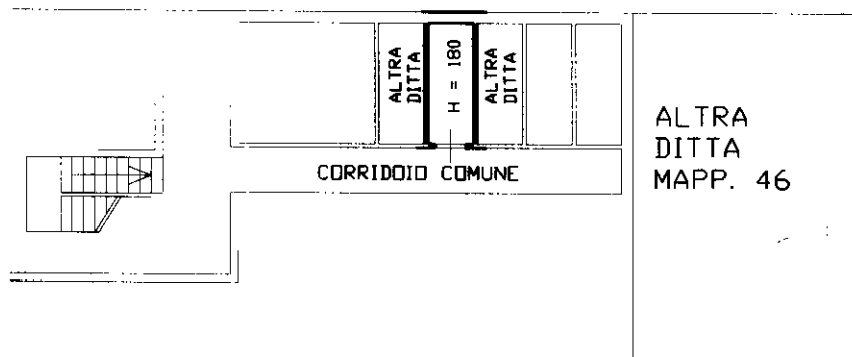 ALTRA
DITTA
H = 180
ALTRA
DITTA
CORRIDOIO COMUNE
ALTRA
DITTA
MAPP. 46